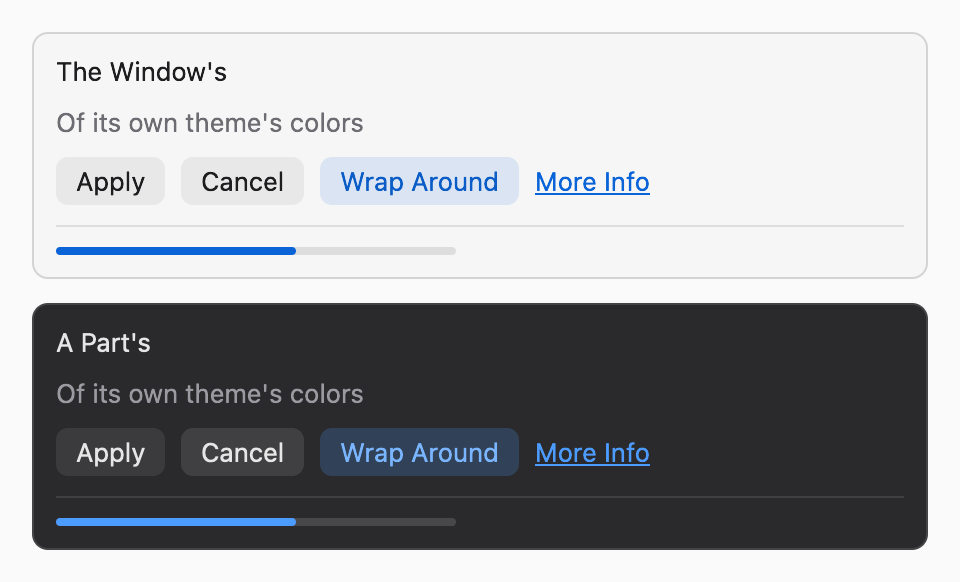 The Window's
Of its own theme's colors
Apply Cancel Wrap Around More Info
A Part's
Of its own theme's colors
Apply Cancel Wrap Around More Info